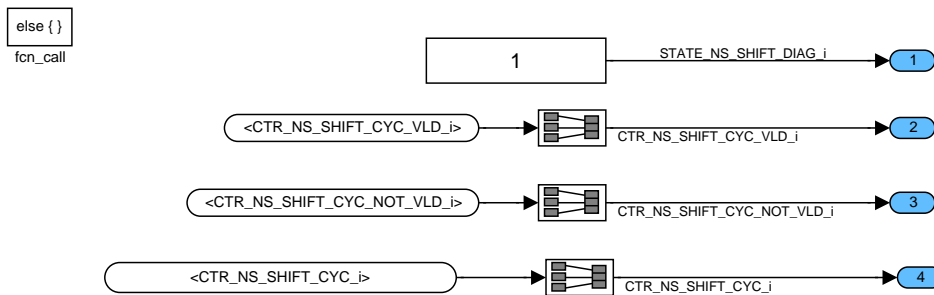 else { }
fcn_call
1
STATE_NS_SHIFT_DIAG_i
1
<CTR_NS_SHIFT_CYC_VLD_i>
CTR_NS_SHIFT_CYC_VLD_i
2
<CTR_NS_SHIFT_CYC_NOT_VLD_i>
CTR_NS_SHIFT_CYC_NOT_VLD_i
3
<CTR_NS_SHIFT_CYC_i>
CTR_NS_SHIFT_CYC_i
4